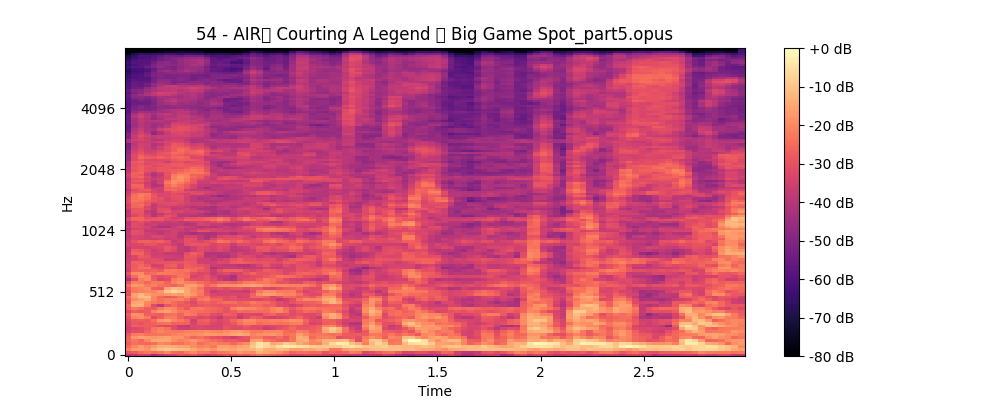 54 - AIR▯ Courting A Legend ▯ Big Game Spot_part5.opus
Hz
4096
2048
1024
512
0
0 0.5 1 1.5 2 2.5
Time
+0 dB
-10 dB
-20 dB
-30 dB
-40 dB
-50 dB
-60 dB
-70 dB
-80 dB